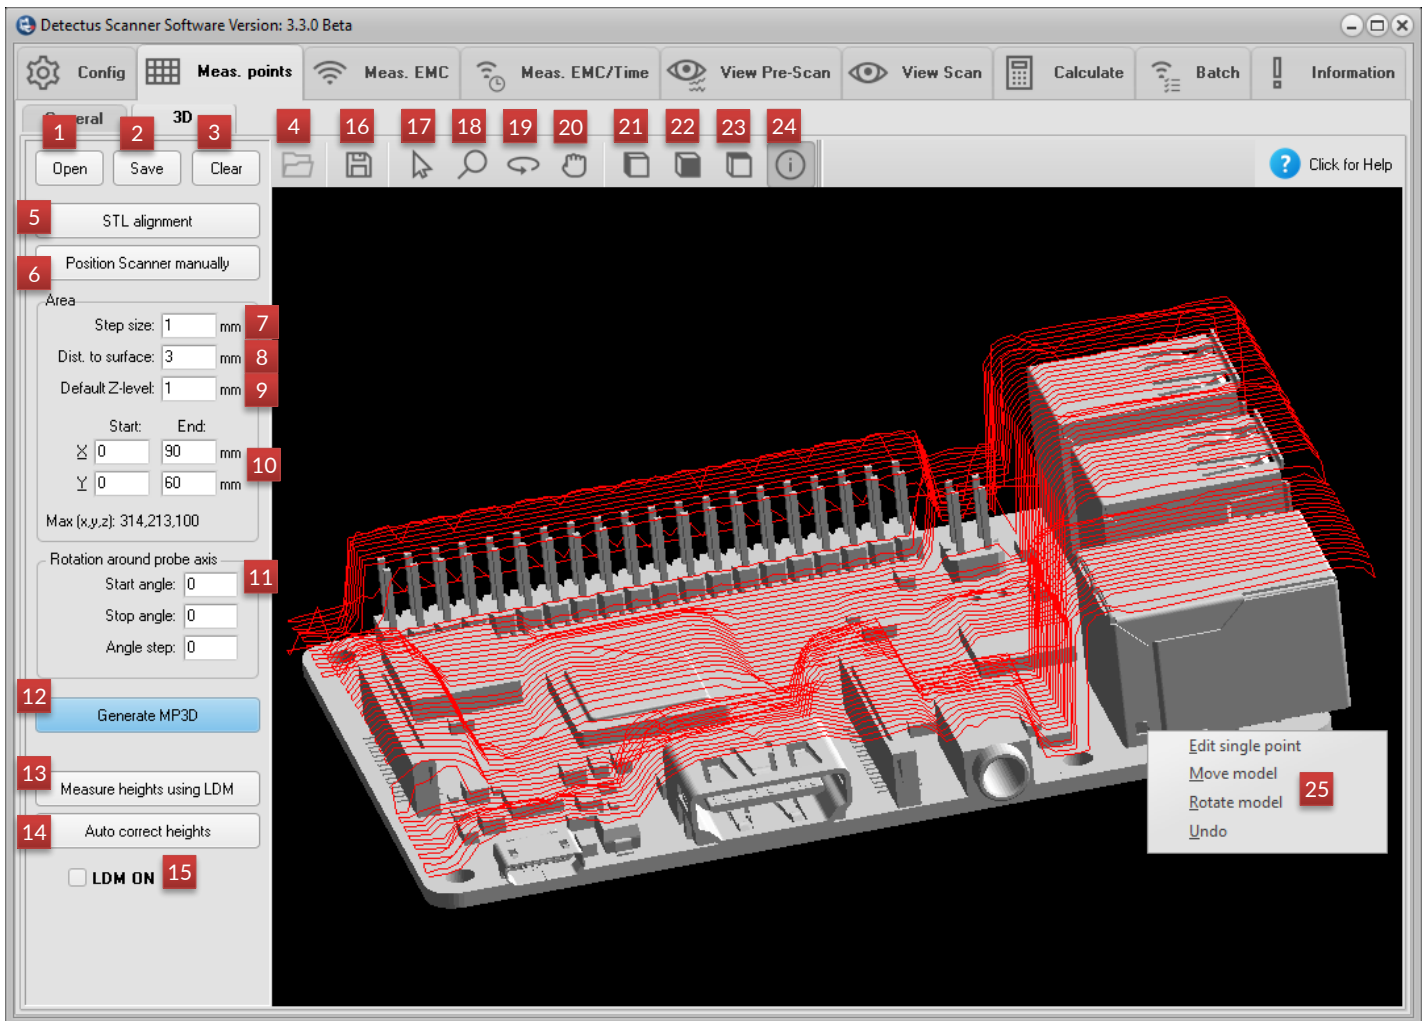 Detectus Scanner Software Version: 3.3.0 Beta
Config
Meas. points
Meas. EMC
Meas. EMC/Time
View Pre-Scan
View Scan
Calculate
Batch
Information
3D
1
2
3
4
16
17
18
19
20
21
22
23
24
Open
Save
Clear
i
? Click for Help
5
STL alignment
Position Scanner manually
6
Area
Step size: 1 mm 7
Dist. to surface: 3 mm 8
Default Z-level: 1 mm 9
Start: End:
X 0 90 mm
10
Y 0 60 mm
Max (x,y,z): 314,213,100
Rotation around probe axis
Start angle: 0 11
Stop angle: 0
Angle step: 0
12
Generate MP3D
13
Measure heights using LDM
14
Auto correct heights
LDM ON 15
Edit single point
Move model
Rotate model
25
Undo